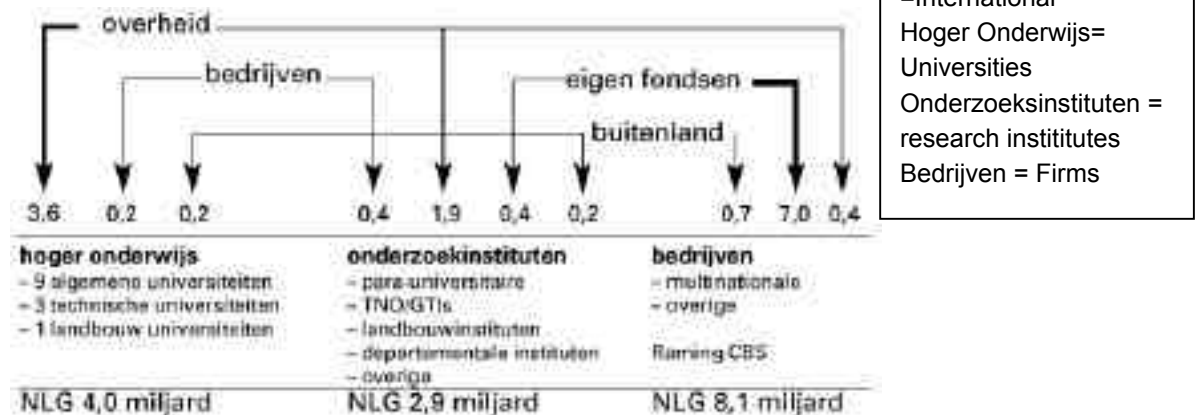 overheid
bedrijven
eigen fondsen
buitenland
3,6 0,2 0,2 0,4 1,9 0,4 0,2 0,7 7,0 0,4
hoger onderwijs
– 9 algemene universiteiten
– 3 technische universiteiten
– 1 landbouw universiteiten
NLG 4,0 miljard
onderzoekinstituten
– para-universitaire
– TNO/GTIs
– landbouwinstituten
– departementale instituten
– overige
NLG 2,9 miljard
bedrijven
– multinationale
– overige
Raming CBS
NLG 8,1 miljard
=International
Hoger Onderwijs=
Universities
Onderzoeksinstituten =
research instititutes
Bedrijven = Firms